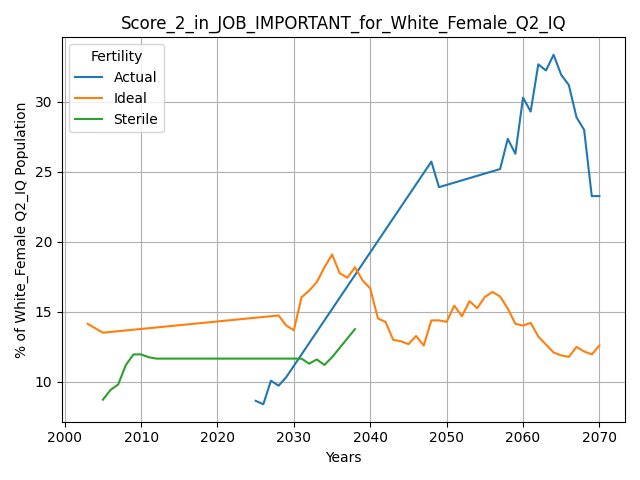 Score_2_in_JOB_IMPORTANT_for_White_Female_Q2_IQ
Fertility
Actual
Ideal
Sterile
% of White_Female Q2_IQ Population
30
25
20
15
10
2000 2010 2020 2030 2040 2050 2060 2070
Years